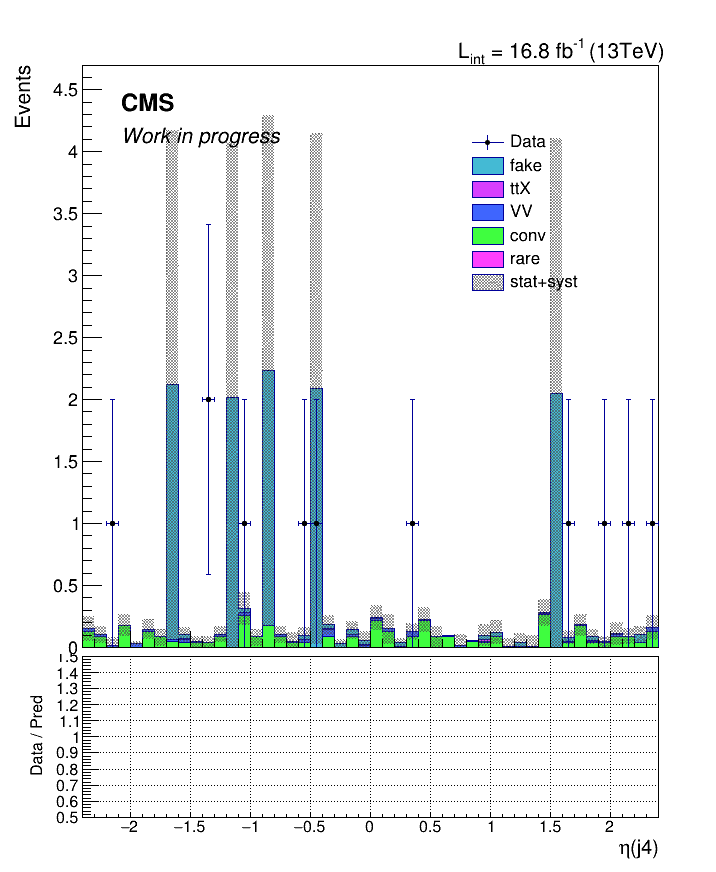 L_int = 16.8 fb^-1 (13TeV)
Events
CMS
Work in progress
Data
fake
ttX
VV
conv
rare
stat+syst
4.5
4
3.5
3
2.5
2
1.5
1
0.5
0
Data / Pred
1.5
1.4
1.3
1.2
1.1
1
0.9
0.8
0.7
0.6
0.5
−2 −1.5 −1 −0.5 0 0.5 1 1.5 2
η(j4)